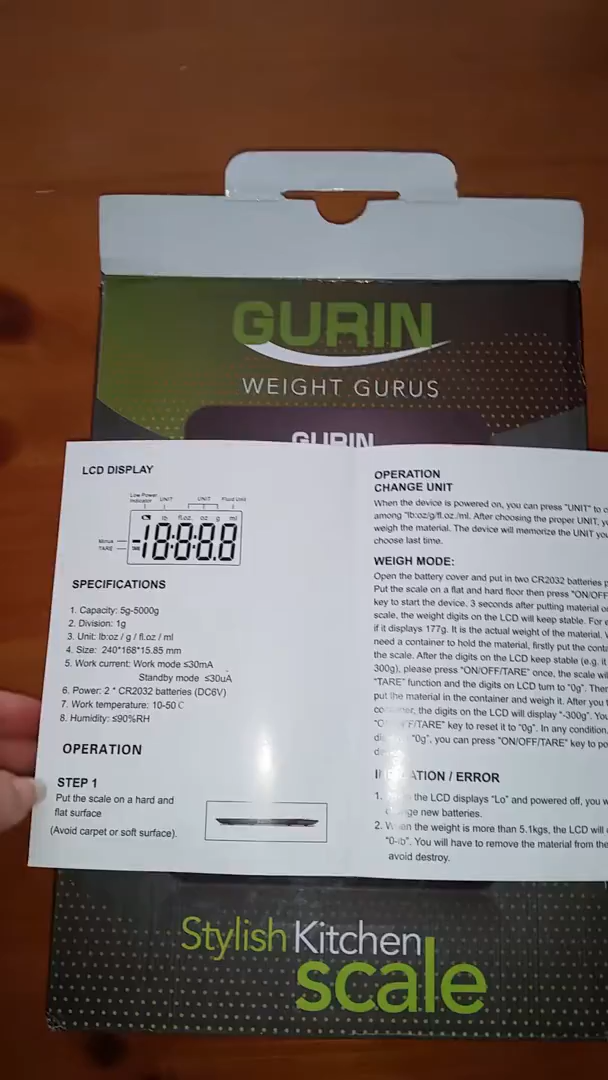 GURIN
WEIGHT GURUS
GURIN
LCD DISPLAY
Low Power
Indicator
UNIT
UNIT
Fluid Unit
lb fl.oz. oz g ml
Minus
TARE
TARE
-18:8:8.8
SPECIFICATIONS
1. Capacity: 5g-5000g
2. Division: 1g
3. Unit: lb:oz / g / fl.oz / ml
4. Size: 240*168*15.85 mm
5. Work current: Work mode ≤30mA
Standby mode ≤30uA
6. Power: 2 * CR2032 batteries (DC6V)
7. Work temperature: 10-50℃
8. Humidity: ≤90%RH
OPERATION
STEP 1
Put the scale on a hard and
flat surface
(Avoid carpet or soft surface).
OPERATION
CHANGE UNIT
When the device is powered on, you can press "UNIT" to
among "lb:oz/g/fl.oz./ml. After choosing the proper UNIT,
weigh the material. The device will memorize the UNIT
choose last time.
WEIGH MODE:
Open the battery cover and put in two CR2032 batteries
Put the scale on a flat and hard floor then press "ON/OFF
key to start the device, 3 seconds after putting material
scale, the weight digits on the LCD will keep stable. For
if it displays 177g. It is the actual weight of the material,
need a container to hold the material, firstly put the
the scale. After the digits on the LCD keep stable (e.g. it
300g), please press "ON/OFF/TARE" once, the scale
"TARE" function and the digits on LCD turn to "0g".
put the material in the container and weigh it. After you
the digits on the LCD will display "-300g".
F/TARE" key to reset it to "0g". In any condition,
"0g", you can press "ON/OFF/TARE" key to
ATION / ERROR
1. the LCD displays "Lo" and powered off, you
new batteries.
2. When the weight is more than 5.1kgs, the LCD will
"0-lb". You will have to remove the material from the
avoid destroy.
Stylish Kitchen
scale